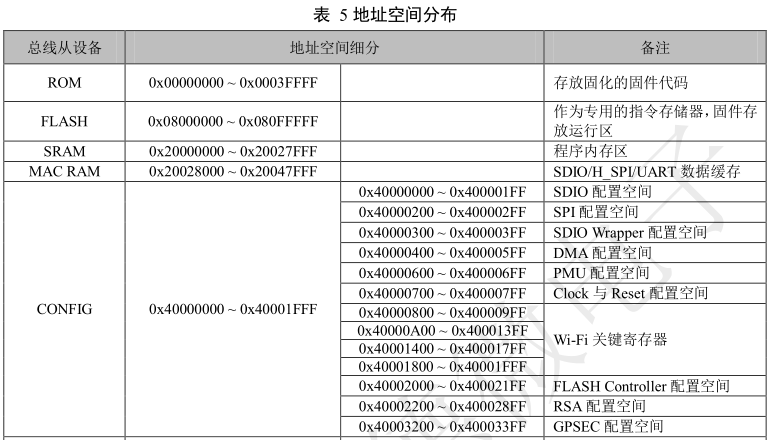 表 5 地址空间分布
总线从设备 地址空间细分 备注
ROM 0x00000000 ~ 0x0003FFFF 存放固化的固件代码
FLASH 0x08000000 ~ 0x080FFFFF 作为专用的指令存储器，固件存
放运行区
SRAM 0x20000000 ~ 0x20027FFF 程序内存区
MAC RAM 0x20028000 ~ 0x20047FFF SDIO/H_SPI/UART 数据缓存
CONFIG 0x40000000 ~ 0x40001FFF
0x40000000 ~ 0x400001FF SDIO 配置空间
0x40000200 ~ 0x400002FF SPI 配置空间
0x40000300 ~ 0x400003FF SDIO Wrapper 配置空间
0x40000400 ~ 0x400005FF DMA 配置空间
0x40000600 ~ 0x400006FF PMU 配置空间
0x40000700 ~ 0x400007FF Clock 与 Reset 配置空间
0x40000800 ~ 0x400009FF
0x40000A00 ~ 0x400013FF
0x40001400 ~ 0x400017FF
0x40001800 ~ 0x40001FFF
Wi-Fi 关键寄存器
0x40002000 ~ 0x400021FF FLASH Controller 配置空间
0x40002200 ~ 0x400028FF RSA 配置空间
0x40003200 ~ 0x400033FF GPSEC 配置空间